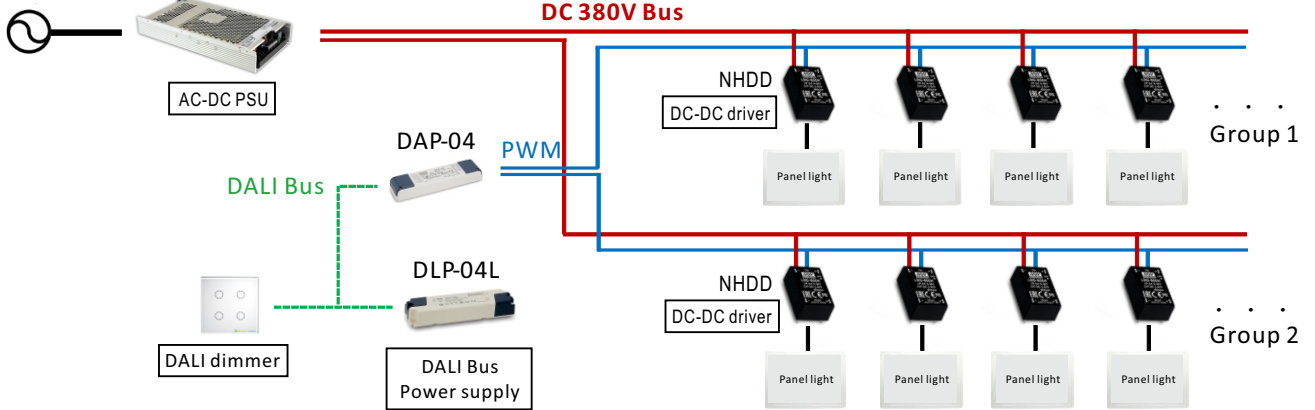 DC 380V Bus
AC-DC PSU
NHDD
DC-DC driver
Panel light
Panel light
Panel light
Panel light
. . .
Group 1
DAP-04
PWM
DALI Bus
DLP-04L
DALI dimmer
DALI Bus
Power supply
NHDD
DC-DC driver
Panel light
Panel light
Panel light
Panel light
. . .
Group 2